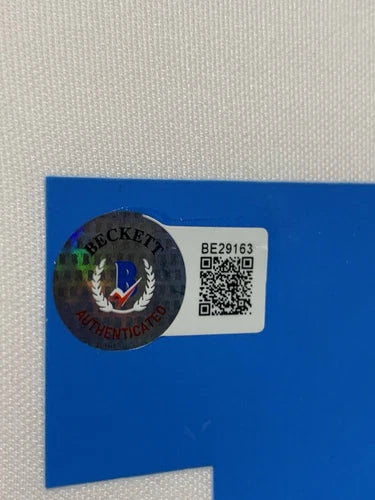 BECKETT
B
AUTHENTICATED
BE29163